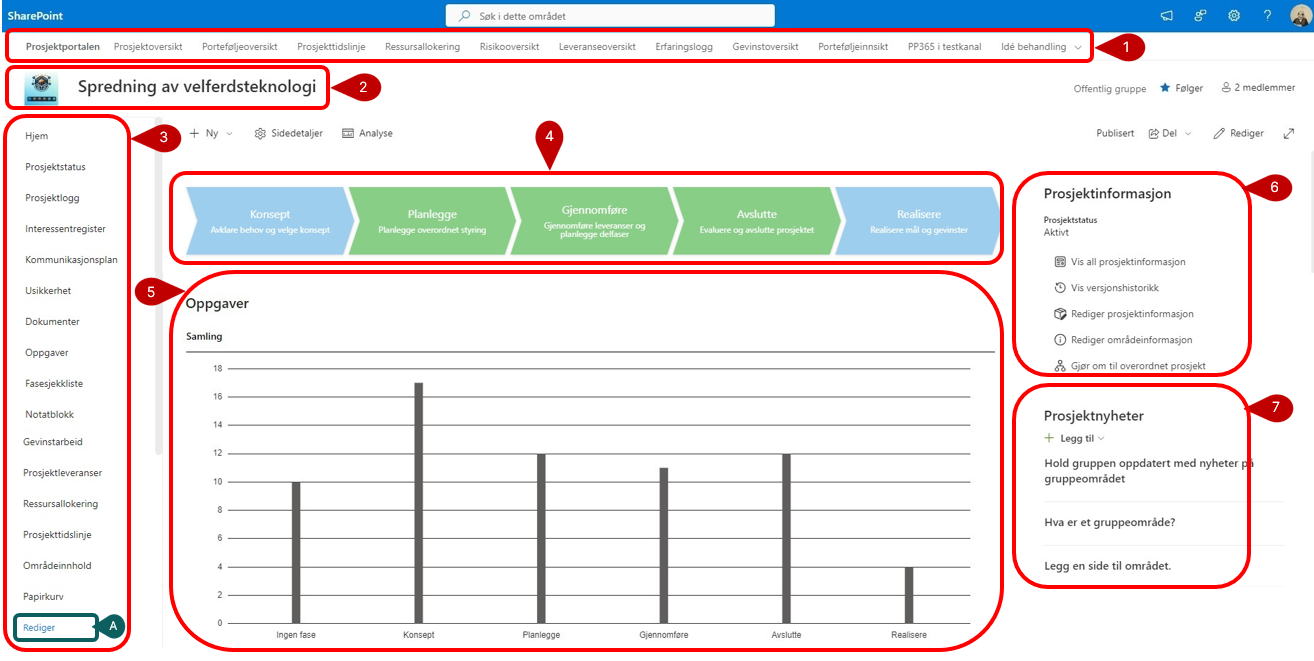 SharePoint
Søk i dette området
?
Prosjektportalen Prosjektoversikt Porteføljeoversikt Prosjekttidslinje Ressursallokering Risikooversikt Leveranseoversikt Erfaringslogg Gevinstoversikt Porteføljeinnsikt PP365 i testkanal Idé behandling
1
Spredning av velferdsteknologi
2
Offentlig gruppe Følger 2 medlemmer
Hjem
Prosjektstatus
Prosjektlogg
Interessentregister
Kommunikasjonsplan
Usikkerhet
Dokumenter
Oppgaver
Fasesjekkliste
Notatblokk
Gevinstarbeid
Prosjektleveranser
Ressursallokering
Prosjekttidslinje
Områdeinnhold
Papirkurv
Rediger
A
3
+ Ny Sidedetaljer Analyse
Publisert Del Rediger
4
Konsept
Avklare behov og velge konsept
Planlegge
Planlegge overordnet styring
Gjennomføre
Gjennomføre leveranser og
planlegge delfaser
Avslutte
Evaluere og avslutte prosjektet
Realisere
Realisere mål og gevinster
5
Oppgaver
Samling
18
16
14
12
10
8
6
4
2
0
Ingen fase Konsept Planlegge Gjennomføre Avslutte Realisere
6
Prosjektinformasjon
Prosjektstatus
Aktivt
Vis all prosjektinformasjon
Vis versjonshistorikk
Rediger prosjektinformasjon
Rediger områdeinformasjon
Gjør om til overordnet prosjekt
7
Prosjektnyheter
+ Legg til
Hold gruppen oppdatert med nyheter på
gruppeområdet
Hva er et gruppeområde?
Legg en side til området.